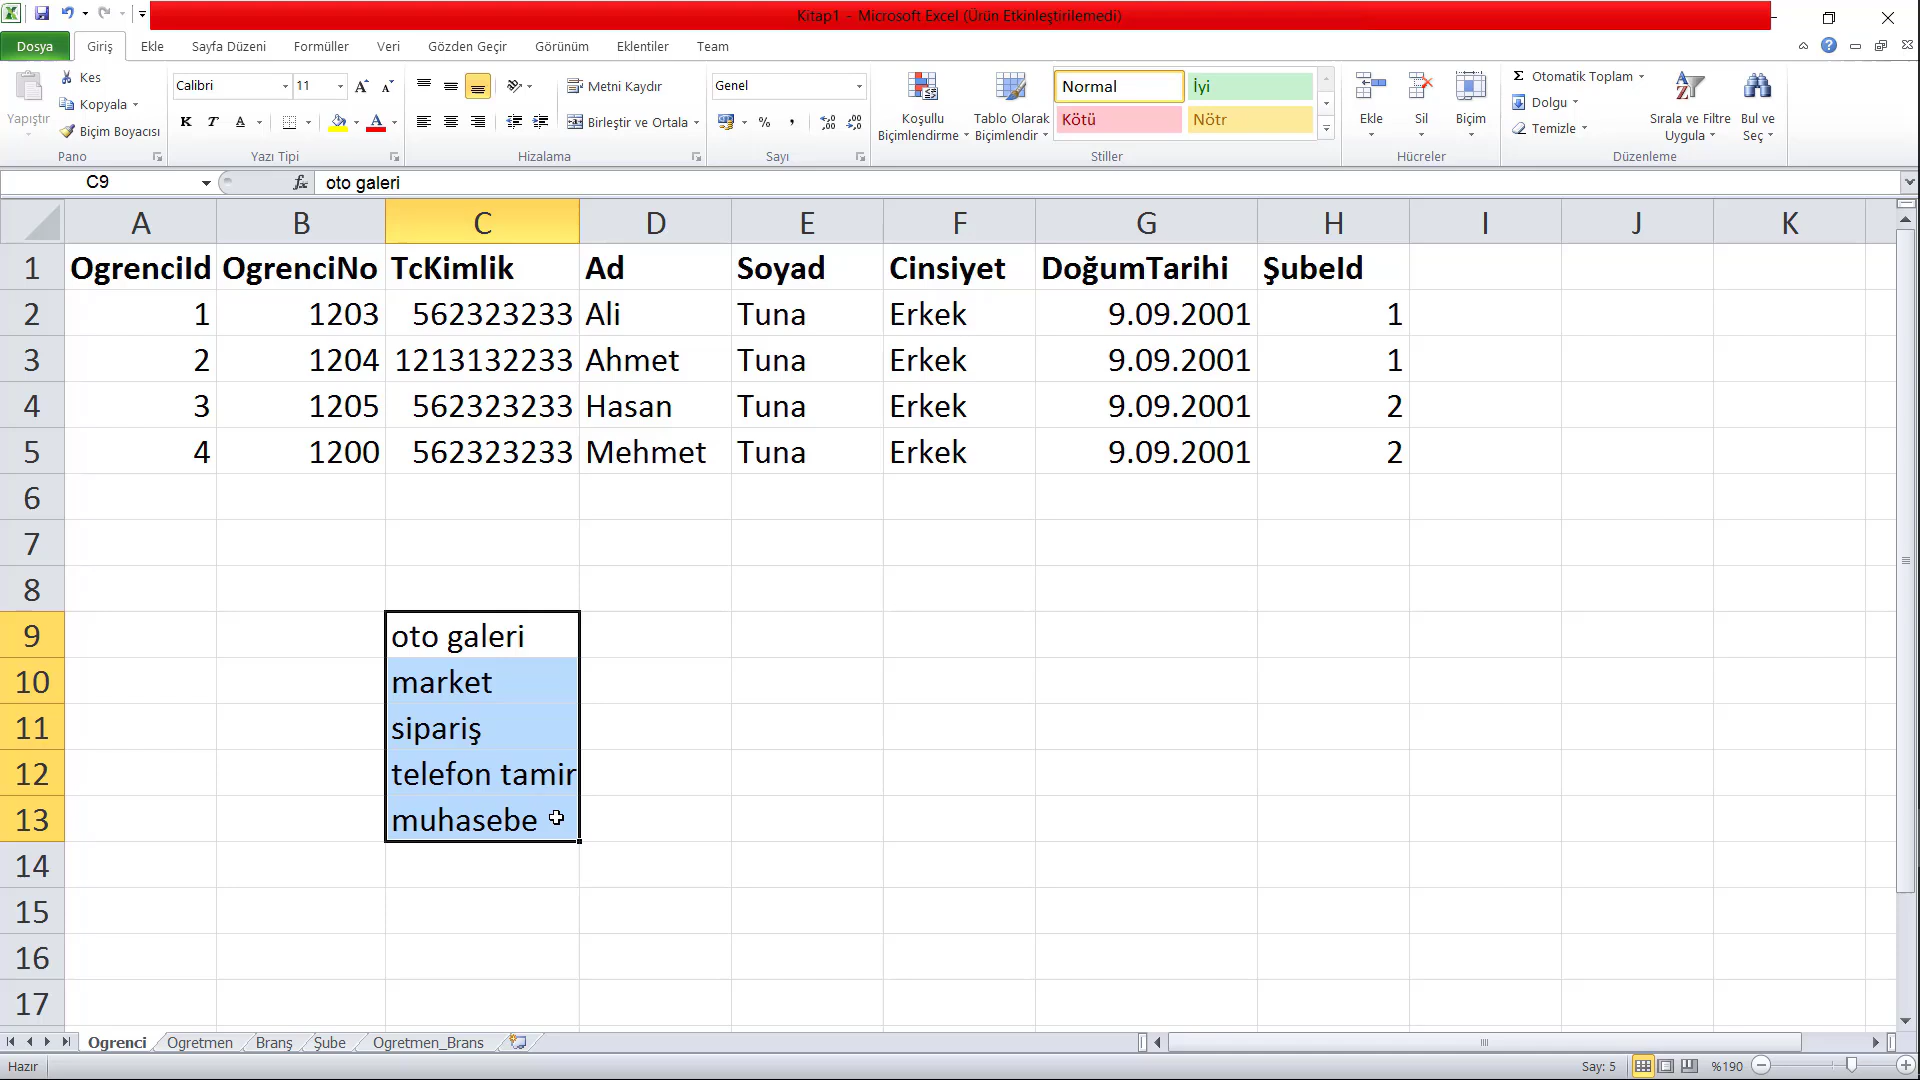 Kitap1 - Microsoft Excel (Ürün Etkinleştirilemedi)
Dosya Giriş Ekle Sayfa Düzeni Formüller Veri Gözden Geçir Görünüm Eklentiler Team
Yapıştır Kes Kopyala Biçim Boyacısı
Calibri 11
K T A A
Metni Kaydır
Birleştir ve Ortala
Genel
% ,
Koşullu Biçimlendirme
Tablo Olarak Biçimlendir
Normal İyi
Kötü Nötr
Ekle Sil Biçim
Σ Otomatik Toplam
Dolgu
Temizle
Sırala ve Filtre Uygula
Bul ve Seç
Pano Yazı Tipi Hizalama Sayı Stiller Hücreler Düzenleme
C9 fx oto galeri
A B C D E F G H I J K
1 OgrenciId OgrenciNo TcKimlik Ad Soyad Cinsiyet DoğumTarihi ŞubeId
2 1 1203 562323233 Ali Tuna Erkek 9.09.2001 1
3 2 1204 1213132233 Ahmet Tuna Erkek 9.09.2001 1
4 3 1205 562323233 Hasan Tuna Erkek 9.09.2001 2
5 4 1200 562323233 Mehmet Tuna Erkek 9.09.2001 2
6
7
8
9 oto galeri
10 market
11 sipariş
12 telefon tamir
13 muhasebe
14
15
16
17
Ogrenci Ogretmen Branş Şube Ogretmen_Brans
Hazır Say: 5 %190